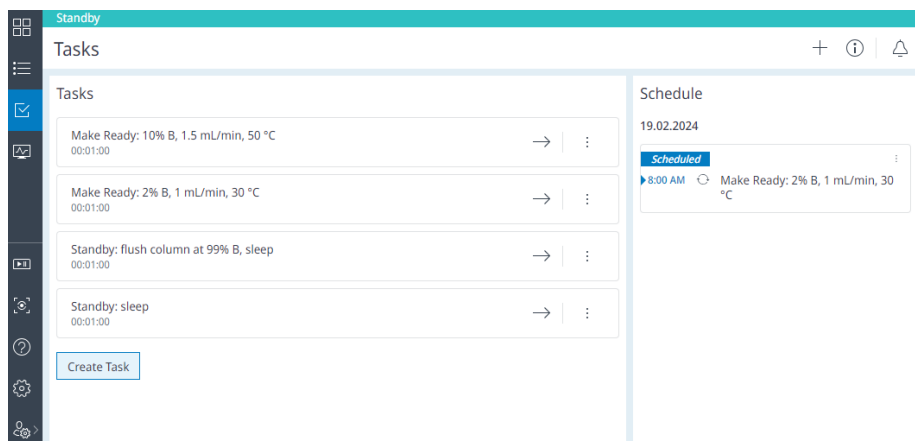 Standby
Tasks
Tasks
Make Ready: 10% B, 1.5 mL/min, 50 °C
00:01:00
Make Ready: 2% B, 1 mL/min, 30 °C
00:01:00
Standby: flush column at 99% B, sleep
00:01:00
Standby: sleep
00:01:00
Create Task
Schedule
19.02.2024
Scheduled
8:00 AM Make Ready: 2% B, 1 mL/min, 30
°C